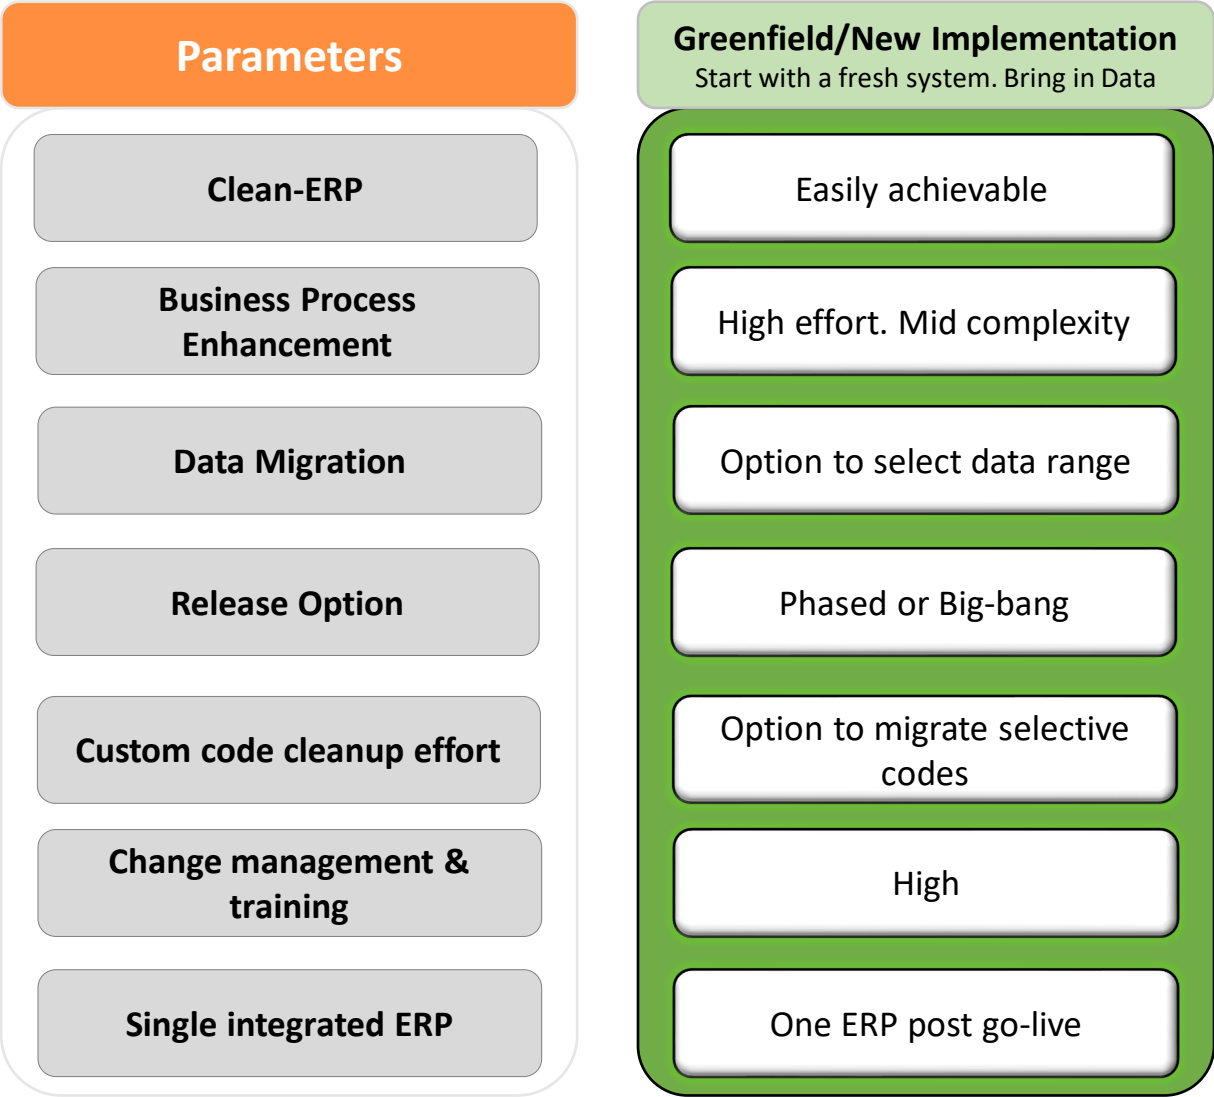 Parameters
Greenfield/New Implementation
Start with a fresh system. Bring in Data
Clean-ERP
Easily achievable
Business Process
Enhancement
High effort. Mid complexity
Data Migration
Option to select data range
Release Option
Phased or Big-bang
Custom code cleanup effort
Option to migrate selective
codes
Change management &
training
High
Single integrated ERP
One ERP post go-live